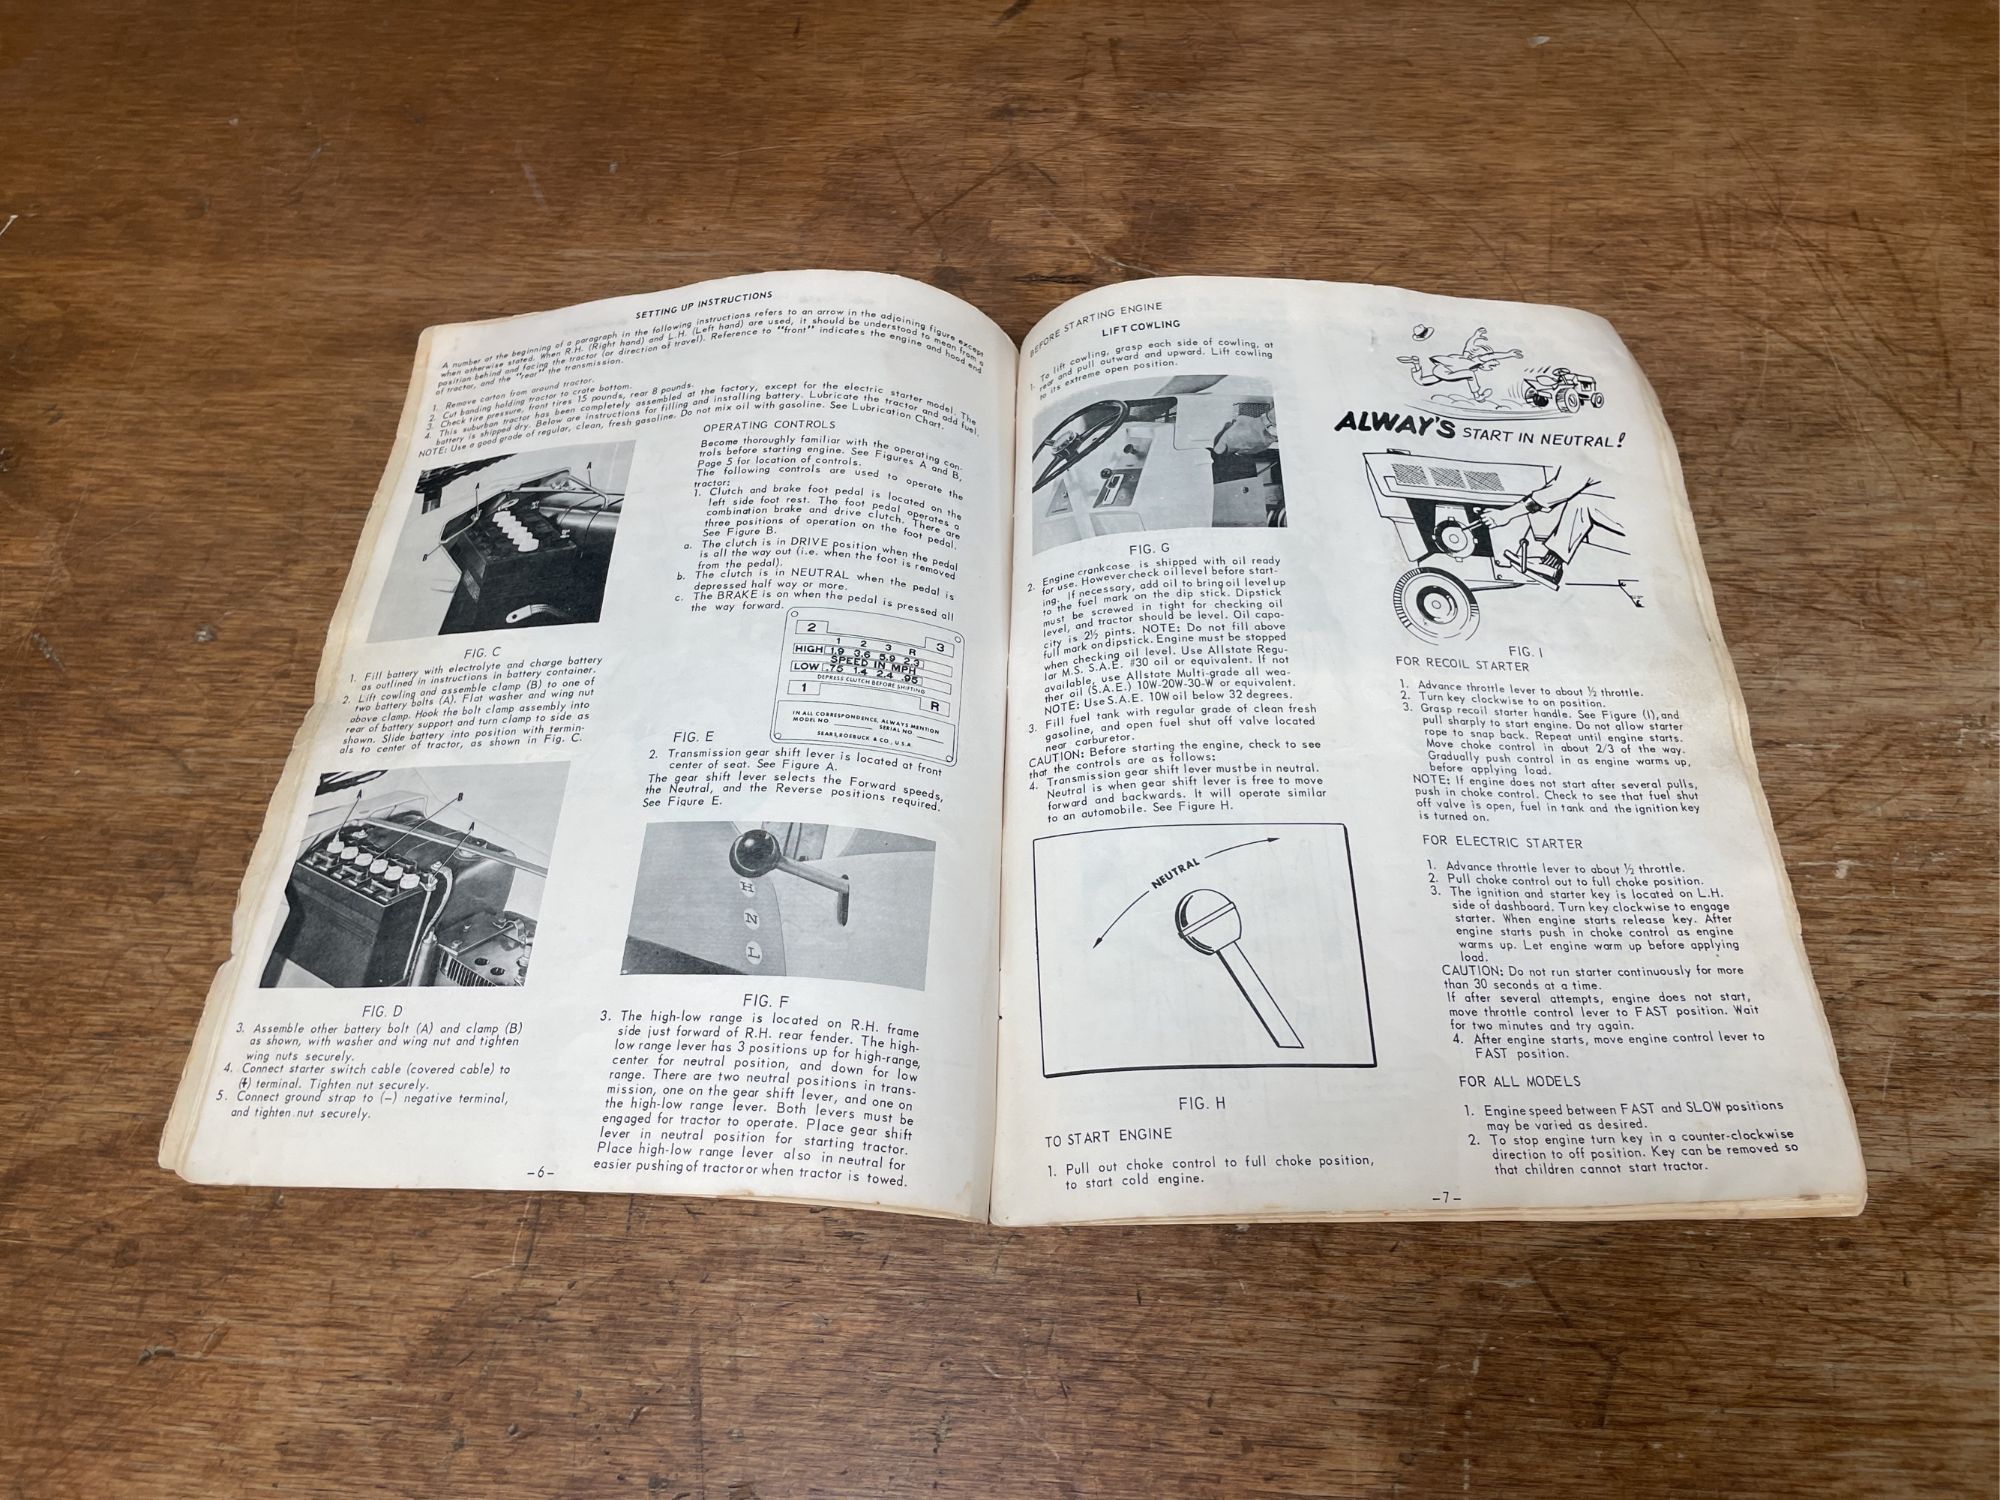 SETTING UP INSTRUCTIONS
A number at the beginning of a paragraph in the following instructions refers to an arrow in the adjoining figure except
when otherwise stated. When R.H. (Right hand) and L.H. (Left hand) are used, it should be understood to mean from a
position behind and facing the tractor (or direction of travel). Reference to "front" indicates the engine and hood end
of tractor, and the "rear" the transmission.
1. Remove carton from around tractor.
2. Cut banding holding tractor to crate bottom.
3. Check tire pressure, front tires 15 pounds, rear 8 pounds.
4. This suburban tractor has been completely assembled at the factory, except for the electric starter model. The
battery is shipped dry. Below are instructions for filling and installing battery. Lubricate the tractor and add fuel.
NOTE: Use a good grade of regular, clean, fresh gasoline. Do not mix oil with gasoline. See Lubrication Chart.
A
A
B
FIG. C
1. Fill battery with electrolyte and charge battery
as outlined in instructions in battery container.
2. Lift cowling and assemble clamp (B) to one of
two battery bolts (A). Flat washer and wing nut
above clamp. Hook the bolt clamp assembly into
rear of battery support and turn clamp to side as
shown. Slide battery into position with termin-
als to center of tractor, as shown in Fig. C.
A
B
A
FIG. D
3. Assemble other battery bolt (A) and clamp (B)
as shown, with washer and wing nut and tighten
wing nuts securely.
4. Connect starter switch cable (covered cable) to
(+) terminal. Tighten nut securely.
5. Connect ground strap to (-) negative terminal,
and tighten nut securely.
OPERATING CONTROLS
Become thoroughly familiar with the operating con-
trols before starting engine. See Figures A and B,
Page 5 for location of controls.
The following controls are used to operate the
tractor:
1. Clutch and brake foot pedal is located on the
left side foot rest. The foot pedal operates a
combination brake and drive clutch. There are
three positions of operation on the foot pedal.
See Figure B.
a. The clutch is in DRIVE position when the pedal
is all the way out (i.e. when the foot is removed
from the pedal).
b. The clutch is in NEUTRAL when the pedal is
depressed half way or more.
c. The BRAKE is on when the pedal is pressed all
the way forward.
2 3
1 2 3 R
HIGH 1.9 3.6 5.9 2.3
SPEED IN MPH
LOW .75 1.4 2.4 .95
DEPRESS CLUTCH BEFORE SHIFTING
1 R
IN ALL CORRESPONDENCE, ALWAYS MENTION
MODEL NO. SERIAL NO.
SEARS, ROEBUCK & CO., U.S.A.
FIG. E
2. Transmission gear shift lever is located at front
center of seat. See Figure A.
The gear shift lever selects the Forward speeds,
the Neutral, and the Reverse positions required.
See Figure E.
H
N
L
FIG. F
3. The high-low range is located on R.H. frame
side just forward of R.H. rear fender. The high-
low range lever has 3 positions up for high-range,
center for neutral position, and down for low
range. There are two neutral positions in trans-
mission, one on the gear shift lever, and one on
the high-low range lever. Both levers must be
engaged for tractor to operate. Place gear shift
lever in neutral position for starting tractor.
Place high-low range lever also in neutral for
easier pushing of tractor or when tractor is towed.
-6-
BEFORE STARTING ENGINE
LIFT COWLING
1. To lift cowling, grasp each side of cowling, at
rear and pull outward and upward. Lift cowling
to its extreme open position.
FIG. G
2. Engine crankcase is shipped with oil ready
for use. However check oil level before start-
ing. If necessary, add oil to bring oil level up
to the fuel mark on the dip stick. Dipstick
must be screwed in tight for checking oil
level, and tractor should be level. Oil capa-
city is 2½ pints. NOTE: Do not fill above
full mark on dipstick. Engine must be stopped
when checking oil level. Use Allstate Regu-
lar M.S. S.A.E. #30 oil or equivalent. If not
available, use Allstate Multi-grade all wea-
ther oil (S.A.E.) 10W-20W-30-W or equivalent.
NOTE: Use S.A.E. 10W oil below 32 degrees.
3. Fill fuel tank with regular grade of clean fresh
gasoline, and open fuel shut off valve located
near carburetor.
CAUTION: Before starting the engine, check to see
that the controls are as follows:
4. Transmission gear shift lever must be in neutral.
Neutral is when gear shift lever is free to move
forward and backwards. It will operate similar
to an automobile. See Figure H.
NEUTRAL
FIG. H
TO START ENGINE
1. Pull out choke control to full choke position,
to start cold engine.
ALWAY'S START IN NEUTRAL!
FIG. I
FOR RECOIL STARTER
1. Advance throttle lever to about ½ throttle.
2. Turn key clockwise to on position.
3. Grasp recoil starter handle. See Figure (I), and
pull sharply to start engine. Do not allow starter
rope to snap back. Repeat until engine starts.
Move choke control in about 2/3 of the way.
Gradually push control in as engine warms up,
before applying load.
NOTE: If engine does not start after several pulls,
push in choke control. Check to see that fuel shut
off valve is open, fuel in tank and the ignition key
is turned on.
FOR ELECTRIC STARTER
1. Advance throttle lever to about ½ throttle.
2. Pull choke control out to full choke position.
3. The ignition and starter key is located on L.H.
side of dashboard. Turn key clockwise to engage
starter. When engine starts release key. After
engine starts push in choke control as engine
warms up. Let engine warm up before applying
load.
CAUTION: Do not run starter continuously for more
than 30 seconds at a time.
If after several attempts, engine does not start,
move throttle control lever to FAST position. Wait
for two minutes and try again.
4. After engine starts, move engine control lever to
FAST position.
FOR ALL MODELS
1. Engine speed between FAST and SLOW positions
may be varied as desired.
2. To stop engine turn key in a counter-clockwise
direction to off position. Key can be removed so
that children cannot start tractor.
-7-